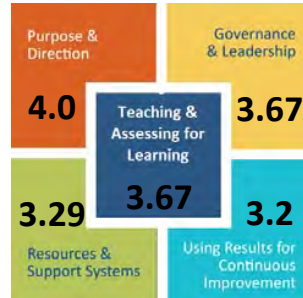 Purpose &
Direction
4.0
Governance
& Leadership
3.67
Teaching &
Assessing for
Learning
3.67
3.29
Resources &
Support Systems
3.2
Using Results for
Continuous
Improvement